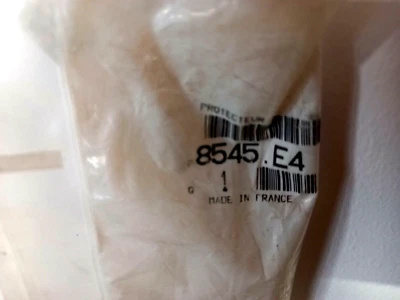 PROTECTEUR
P 8545.E4
Q 1
MADE IN FRANCE